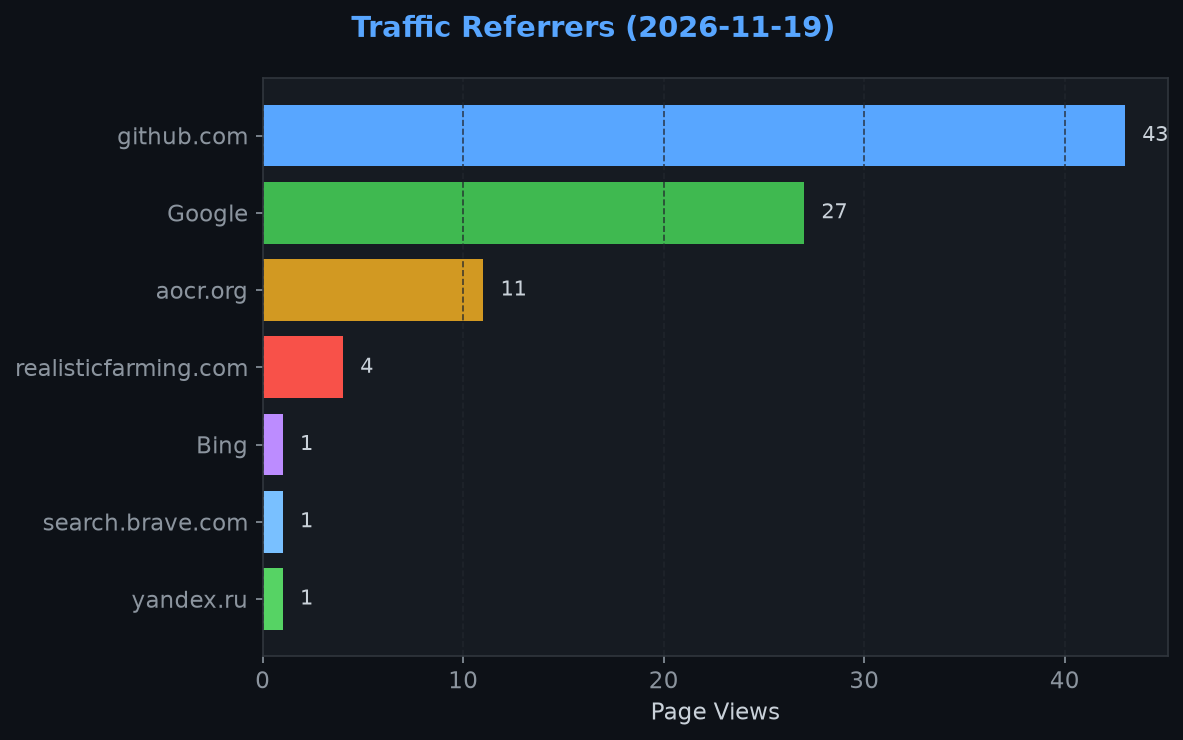 Traffic Referrers (2026-11-19)
github.com 43
Google 27
aocr.org 11
realisticfarming.com 4
Bing 1
search.brave.com 1
yandex.ru 1
0 10 20 30 40
Page Views